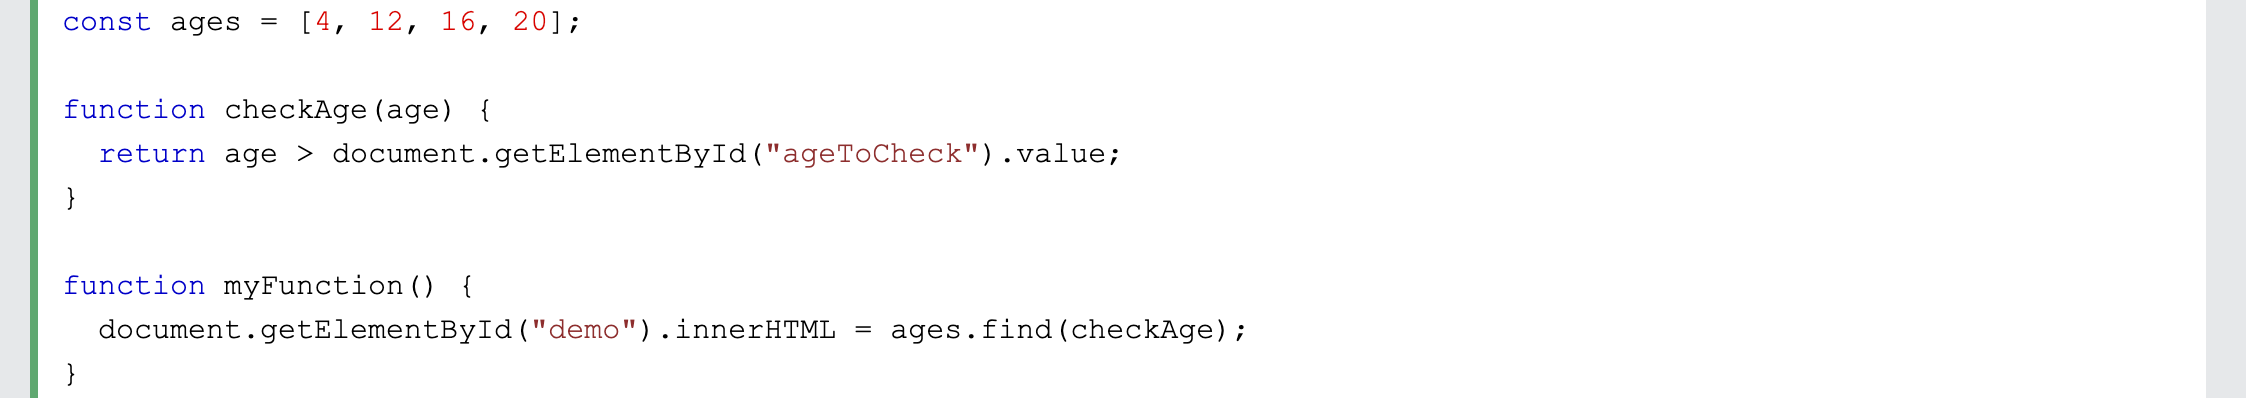 const ages = [4, 12, 16, 20];
function checkAge(age) {
  return age > document.getElementById("ageToCheck").value;
}
function myFunction() {
  document.getElementById("demo").innerHTML = ages.find(checkAge);
}